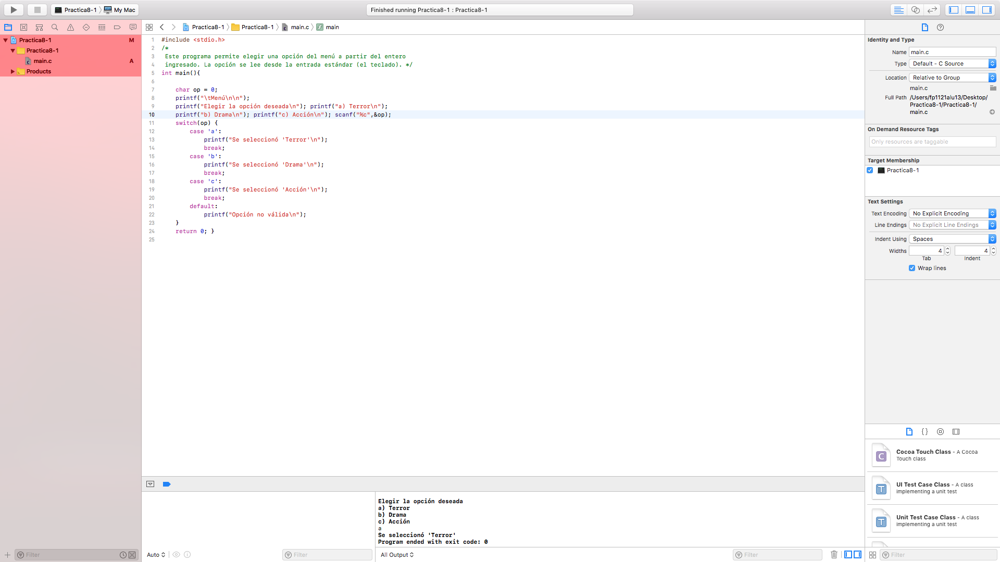 Practica8-1 〉 My Mac
Finished running Practica8-1 : Practica8-1
Practica8-1 M
Practica8-1
main.c A
Products
Practica8-1 〉 Practica8-1 〉 main.c 〉 main
1 #include <stdio.h>
2 /*
3 Este programa permite elegir una opción del menú a partir del entero
4 ingresado. La opción se lee desde la entrada estándar (el teclado). */
5 int main(){
6
7 char op = 0;
8 printf("\tMenú\n\n");
9 printf("Elegir la opción deseada\n"); printf("a) Terror\n");
10 printf("b) Drama\n"); printf("c) Acción\n"); scanf("%c",&op);
11 switch(op) {
12 case 'a':
13 printf("Se seleccionó 'Terror'\n");
14 break;
15 case 'b':
16 printf("Se seleccionó 'Drama'\n");
17 break;
18 case 'c':
19 printf("Se seleccionó 'Acción'\n");
20 break;
21 default:
22 printf("Opción no válida\n");
23 }
24 return 0; }
25
Elegir la opción deseada
a) Terror
b) Drama
c) Acción
a
Se seleccionó 'Terror'
Program ended with exit code: 0
Filter
Auto
Filter
All Output
Filter
Identity and Type
Name main.c
Type Default - C Source
Location Relative to Group
main.c
Full Path /Users/fp1121alu13/Desktop/
Practica8-1/Practica8-1/
main.c
On Demand Resource Tags
Only resources are taggable
Target Membership
Practica8-1
Text Settings
Text Encoding No Explicit Encoding
Line Endings No Explicit Line Endings
Indent Using Spaces
Widths 4 4
Tab Indent
Wrap lines
{}
C Cocoa Touch Class - A Cocoa
Touch class
T UI Test Case Class - A class
implementing a unit test
T Unit Test Case Class - A class
implementing a unit test
Filter